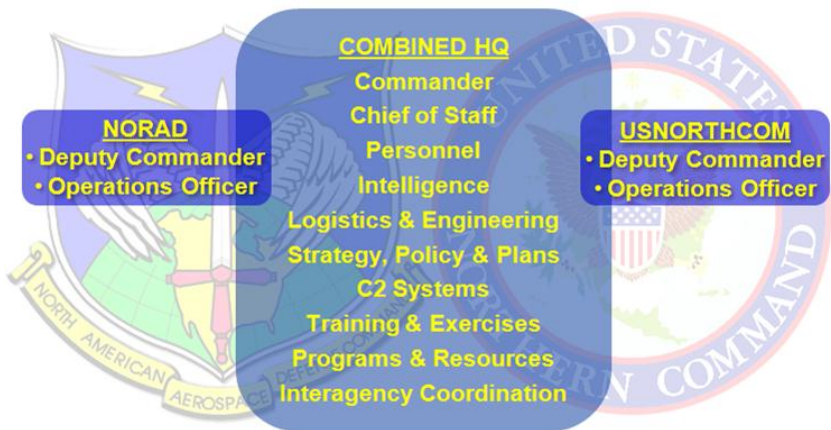 COMBINED HQ
Commander
Chief of Staff
Personnel
Intelligence
Logistics & Engineering
Strategy, Policy & Plans
C2 Systems
Training & Exercises
Programs & Resources
Interagency Coordination
NORAD
• Deputy Commander
• Operations Officer
USNORTHCOM
• Deputy Commander
• Operations Officer
NORTH AMERICAN
AEROSPACE
DEFENSE COMMAND
UNITED STATES
NORTHERN COMMAND